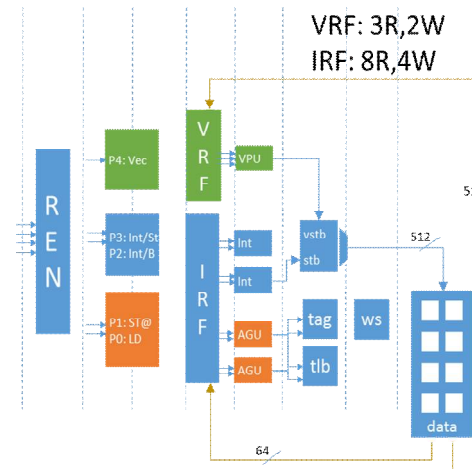 VRF: 3R,2W
IRF: 8R,4W
V
R
F
P4: Vec
VPU
R
E
N
P3: Int/St
P2: Int/B
I
R
F
Int
Int
vstb
stb
512
P1: ST@
P0: LD
AGU
AGU
tag
ws
tlb
data
64